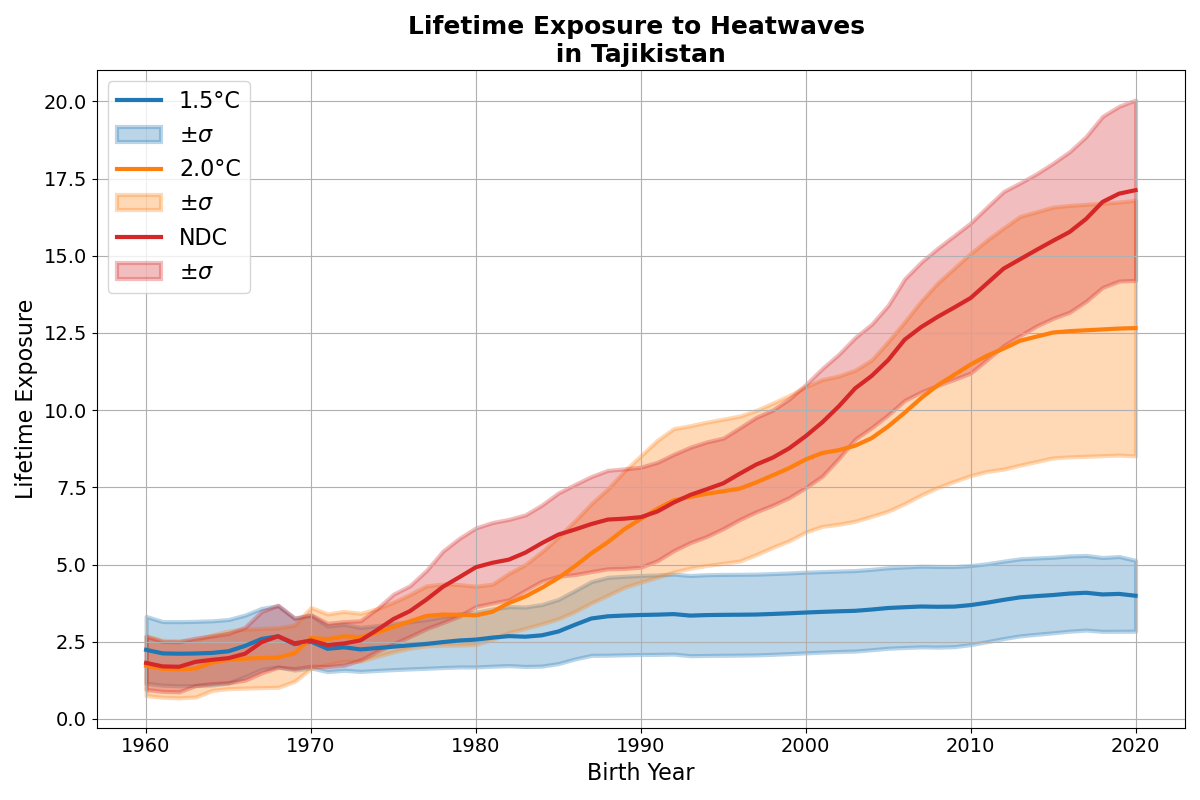 Lifetime Exposure to Heatwaves
in Tajikistan
1.5°C
±σ
2.0°C
±σ
NDC
±σ
20.0
17.5
15.0
12.5
10.0
7.5
5.0
2.5
0.0
Lifetime Exposure
1960 1970 1980 1990 2000 2010 2020
Birth Year